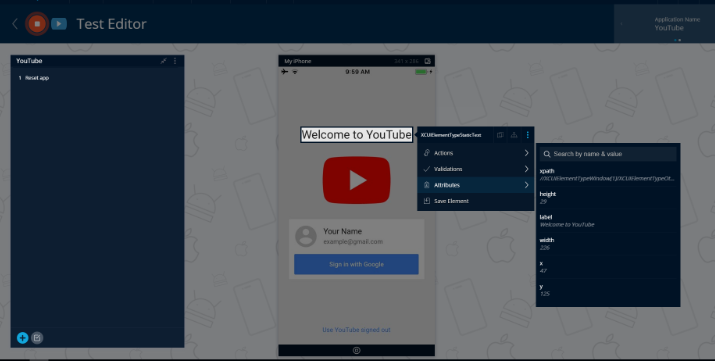 Test Editor
Application Name
YouTube
YouTube
1 Reset app
My iPhone
9:59 AM
Welcome to YouTube
Your Name
example@gmail.com
Sign in with Google
Use YouTube signed out
XCUIElementTypeStaticText
Actions
Validations
Attributes
Save Element
Search by name & value
xpath
//XCUIElementTypeWindow[1]/XCUIElementTypeOt...
height
29
label
Welcome to YouTube
width
226
x
47
y
125